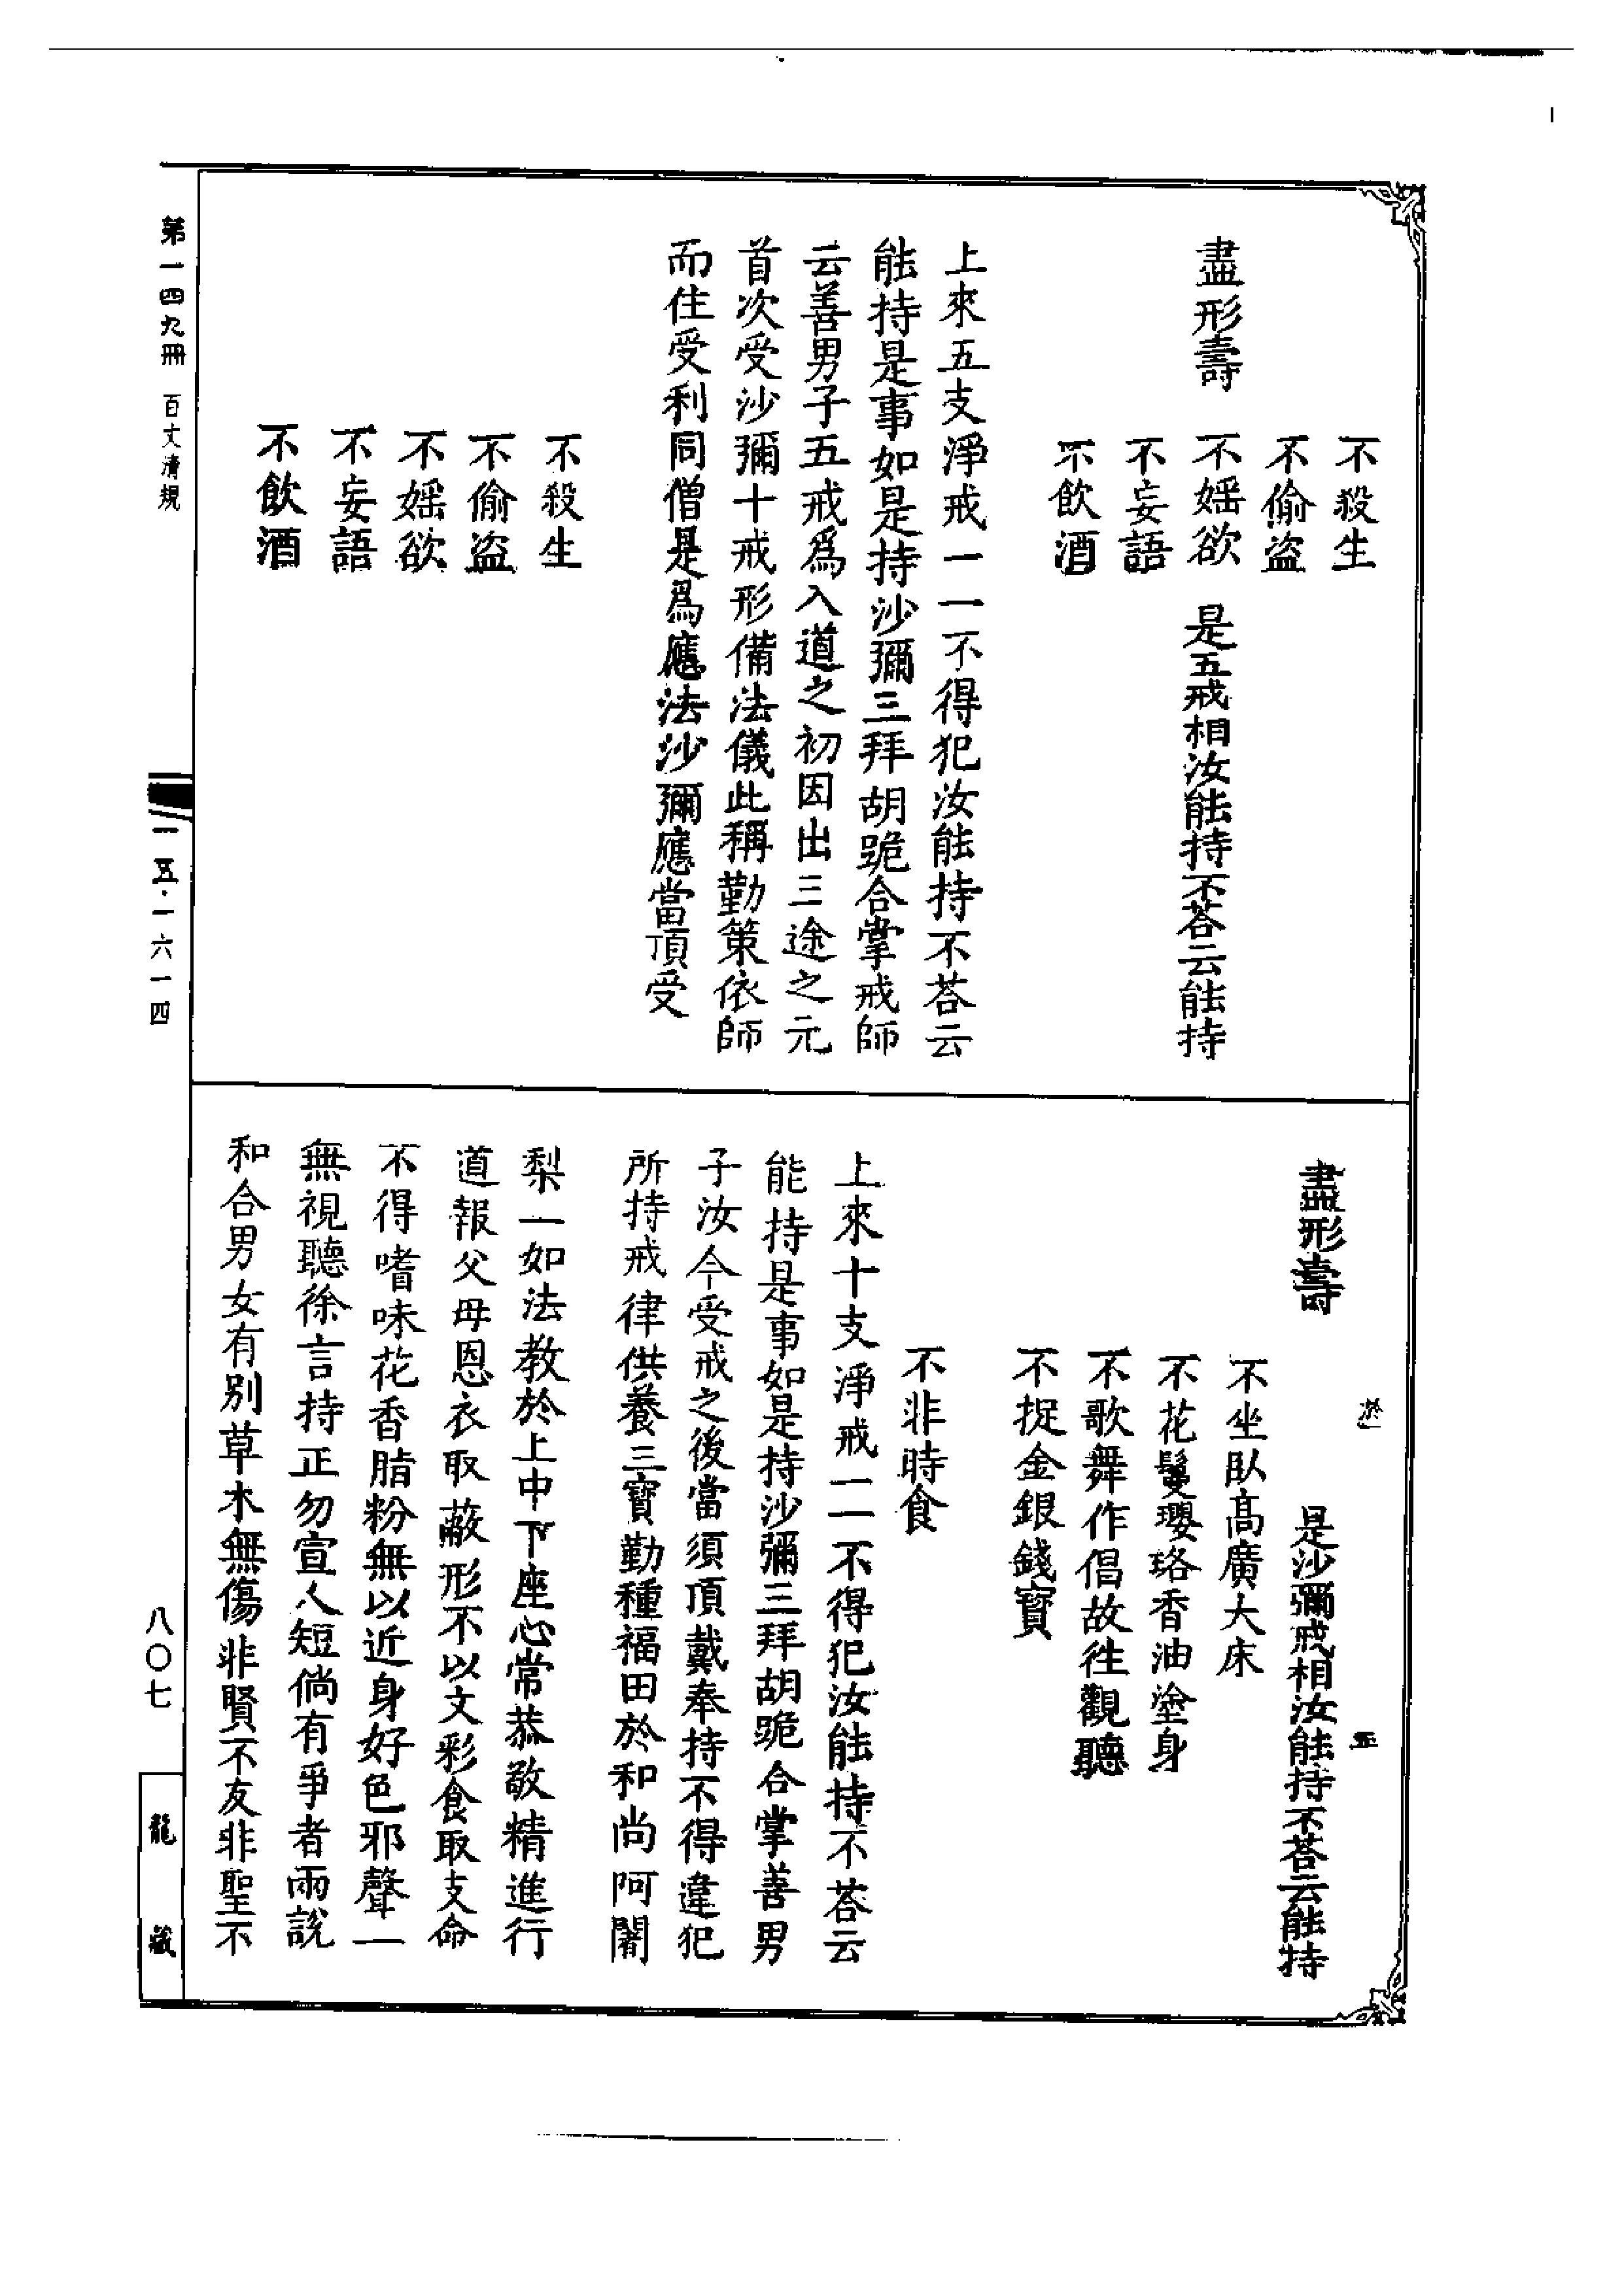 不殺生
不偷盜
盡形壽　不婬欲　是五戒相汝能持不荅云能持
不妄語
不飲酒
上來五支淨戒一一不得犯汝能持不荅云
能持是事如是持沙彌三拜胡跪合掌戒師
云善男子五戒爲入道之初因出三途之元
首次受沙彌十戒形備法儀此稱勤策依師
而住受利同僧是爲應法沙彌應當頂受
不殺生
不偷盜
不婬欲
不妄語
不飲酒
盡形壽　是沙彌戒相汝能持不荅云能持
不坐臥高廣大床
不花鬘瓔珞香油塗身
不歌舞作倡故徃觀聽
不捉金銀錢寶
不非時食
上來十支淨戒一一不得犯汝能持不荅云
能持是事如是持沙彌三拜胡跪合掌善男
子汝今受戒之後當須頂戴奉持不得違犯
所持戒律供養三寶勤種福田於和尚阿闍
梨一如法教於上中下座心常恭敬精進行
道報父母恩衣取蔽形不以文彩食取支命
不得嗜味花香脂粉無以近身好色邪聲一
無視聽徐言持正勿宣人短倘有爭者兩說
和合男女有别草木無傷非賢不友非聖不
第一四九冊　百丈清規
一五·一六一四
八〇七
龍藏